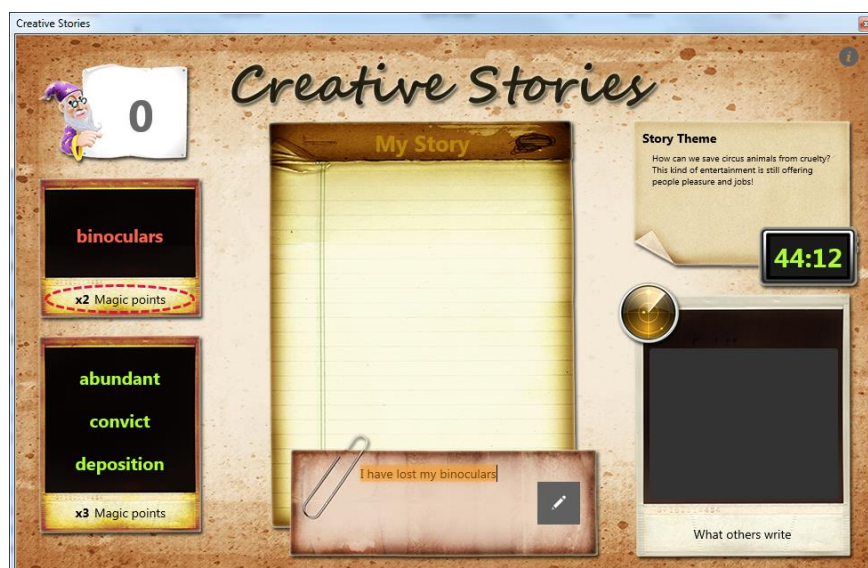 Creative Stories
Creative Stories
0
My Story
Story Theme
How can we save circus animals from cruelty?
This kind of entertainment is still offering
people pleasure and jobs!
44:12
binoculars
x2 Magic points
abundant
convict
deposition
x3 Magic points
I have lost my binoculars
What others write